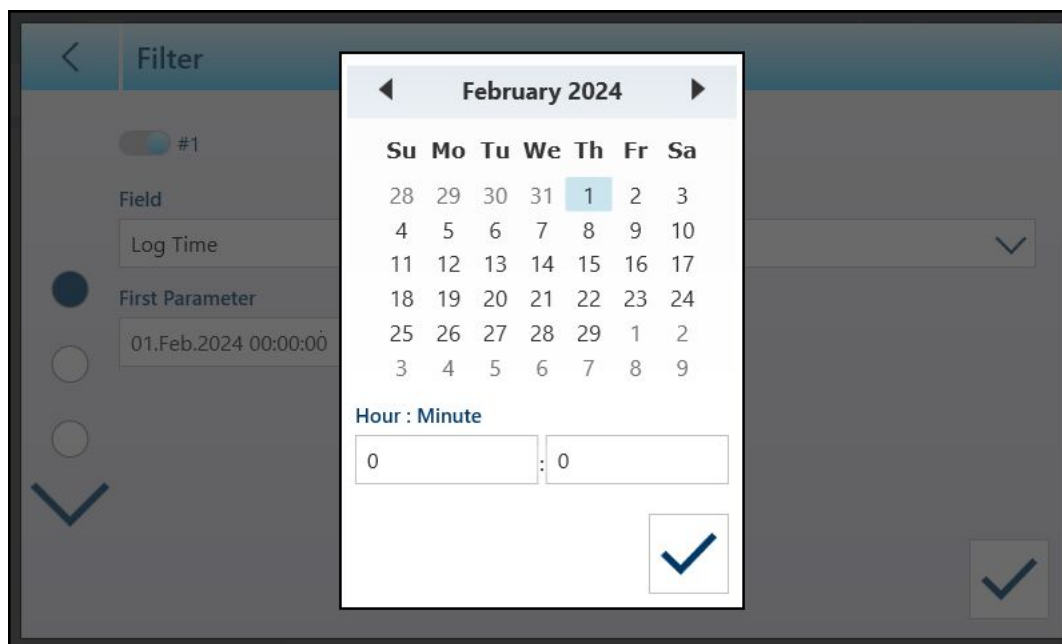 Filter
#1
Field
Log Time
First Parameter
01.Feb.2024 00:00:00
February 2024
Su Mo Tu We Th Fr Sa
28 29 30 31 1 2 3
4 5 6 7 8 9 10
11 12 13 14 15 16 17
18 19 20 21 22 23 24
25 26 27 28 29 1 2
3 4 5 6 7 8 9
Hour : Minute
0 : 0